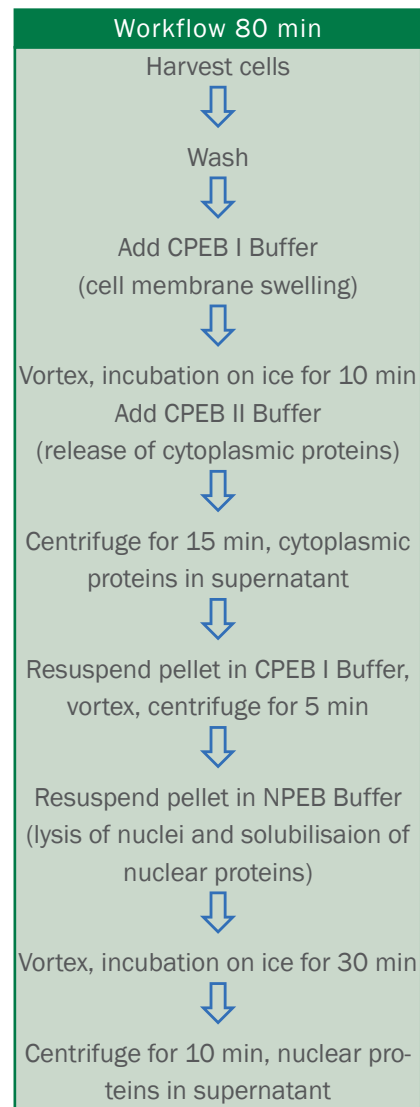 Workflow 80 min
Harvest cells
Wash
Add CPEB I Buffer
(cell membrane swelling)
Vortex, incubation on ice for 10 min
Add CPEB II Buffer
(release of cytoplasmic proteins)
Centrifuge for 15 min, cytoplasmic
proteins in supernatant
Resuspend pellet in CPEB I Buffer,
vortex, centrifuge for 5 min
Resuspend pellet in NPEB Buffer
(lysis of nuclei and solubilisaion of
nuclear proteins)
Vortex, incubation on ice for 30 min
Centrifuge for 10 min, nuclear pro-
teins in supernatant